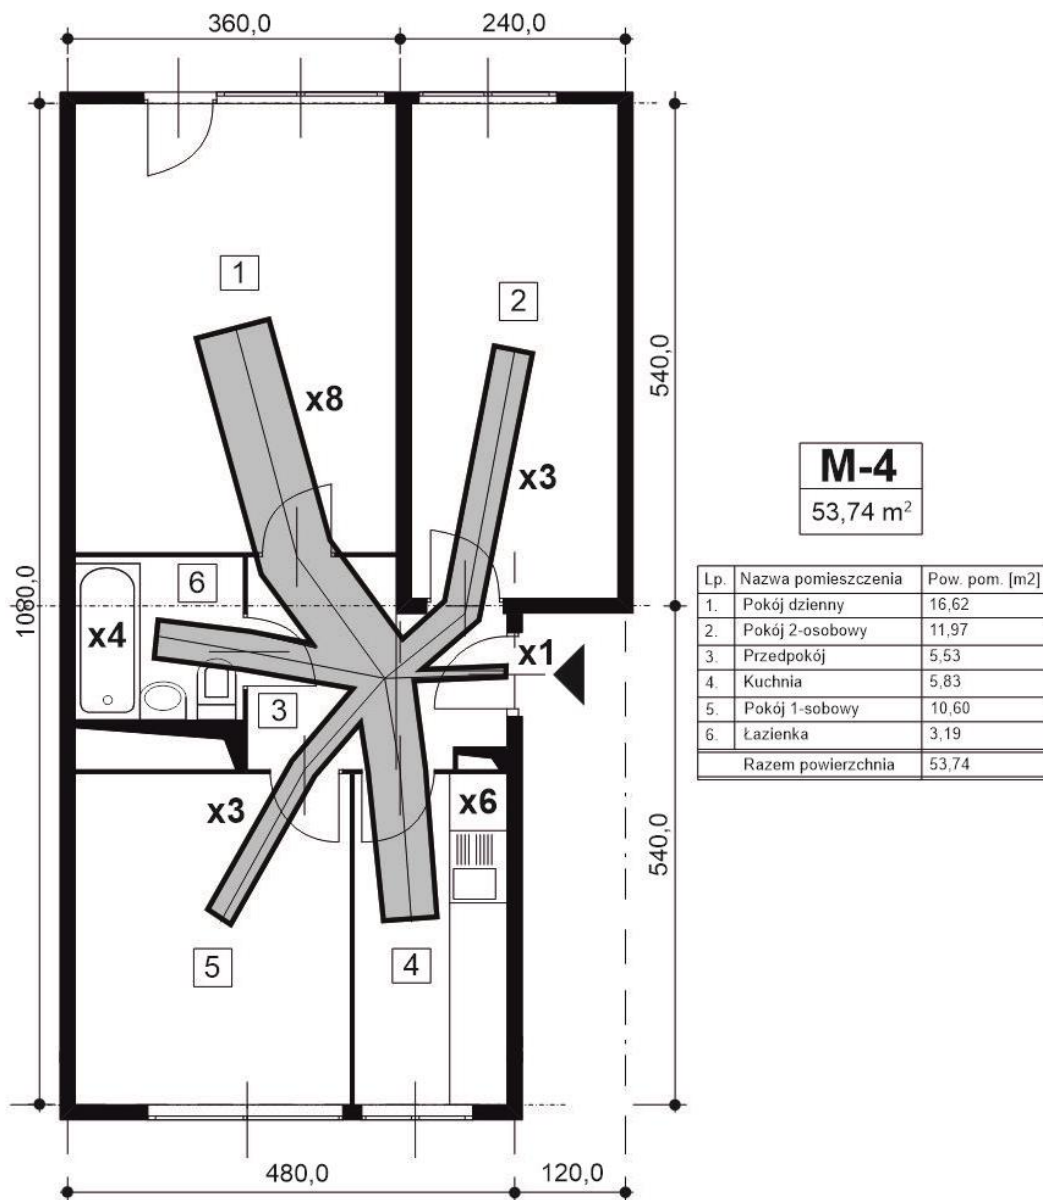 360,0
240,0
1
2
540,0
x8
x3
M-4
53,74 m²
1080,0
6
x4
x1
3
Lp. Nazwa pomieszczenia Pow. pom. [m2]
1. Pokój dzienny 16,62
2. Pokój 2-osobowy 11,97
3. Przedpokój 5,53
4. Kuchnia 5,83
5. Pokój 1-sobowy 10,60
6. Łazienka 3,19
Razem powierzchnia 53,74
x3
x6
540,0
5
4
480,0
120,0